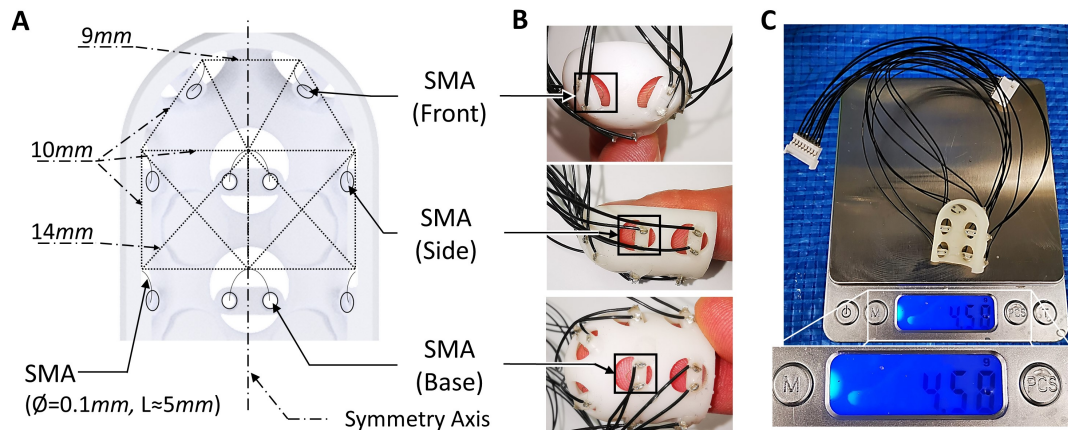 A
9mm
10mm
14mm
SMA
(Front)
SMA
(Side)
SMA
(Base)
SMA
(Ø=0.1mm, L≈5mm)
Symmetry Axis
B
C
M
4.58
PCS
T
M
9
4.58
PCS